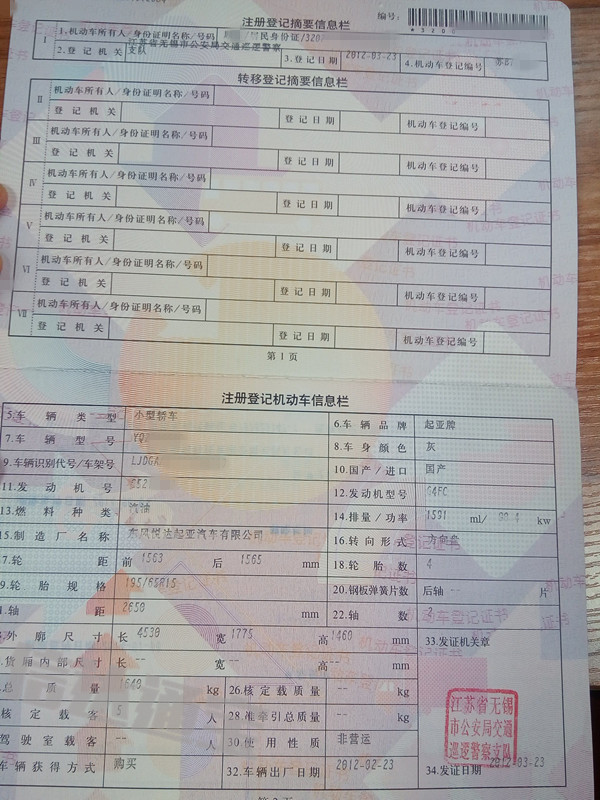 注册登记摘要信息栏
编号:
*3200
I 1.机动车所有人/身份证明名称/号码 民身份证/320
2.登记机关 江苏省无锡市公安局交通巡逻警察支队 3.登记日期 2012-03-23 4.机动车登记编号
转移登记摘要信息栏
II 机动车所有人/身份证明名称/号码
登记机关 登记日期 机动车登记编号
III 机动车所有人/身份证明名称/号码
登记机关 登记日期 机动车登记编号
IV 机动车所有人/身份证明名称/号码
登记机关 登记日期 机动车登记编号
V 机动车所有人/身份证明名称/号码
登记机关 登记日期 机动车登记编号
VI 机动车所有人/身份证明名称/号码
登记机关 登记日期 机动车登记编号
VII 机动车所有人/身份证明名称/号码
登记机关 登记日期 机动车登记编号
第1页
注册登记机动车信息栏
5.车辆类型 小型轿车 6.车辆品牌 起亚牌
7.车辆型号 YQZ 8.车身颜色 灰
9.车辆识别代号/车架号 LJDGA 10.国产/进口 国产
11.发动机号 12.发动机型号 G4FC
13.燃料种类 汽油 14.排量/功率 1591 ml/ kw
15.制造厂名称 东风悦达起亚汽车有限公司 16.转向形式 方向盘
17.轮距 前 1563 后 1565 mm 18.轮胎数 4
9.轮胎规格 195/65R15 20.钢板弹簧片数 后轴 -- 片
轴距 2650 mm 22.轴数 2
外廓尺寸 长 4530 宽 1775 高 1460 mm 33.发证机关章
货厢内部尺寸 长 -- 宽 -- 高 -- mm
总质量 1640 kg 26.核定载质量 -- kg
核定载客 5 人 28.准牵引总质量 -- kg
驾驶室载客 -- 人 30.使用性质 非营运
车辆获得方式 购买 32.车辆出厂日期 2012-02-23 34.发证日期 2012-03-23
江苏省无锡
市公安局交通
巡逻警察支队